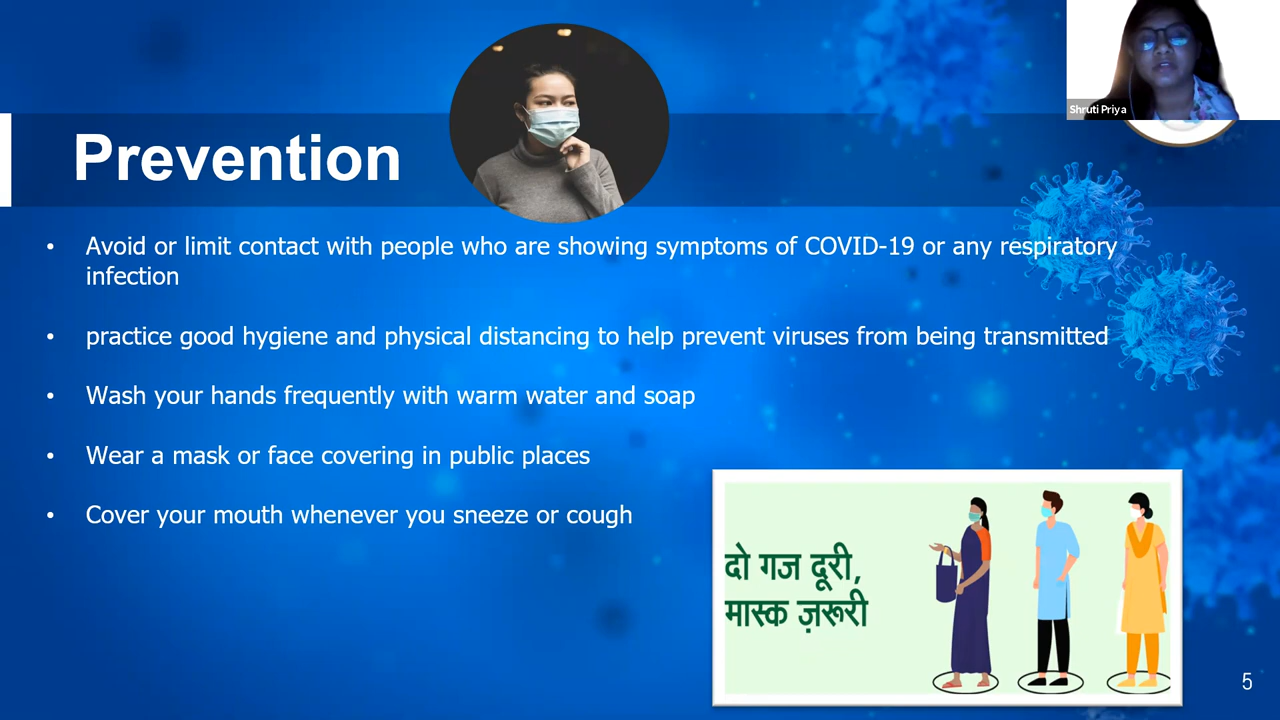 Shruti Priya
Prevention
• Avoid or limit contact with people who are showing symptoms of COVID-19 or any respiratory
infection
• practice good hygiene and physical distancing to help prevent viruses from being transmitted
• Wash your hands frequently with warm water and soap
• Wear a mask or face covering in public places
• Cover your mouth whenever you sneeze or cough
दो गज दूरी,
मास्क ज़रूरी
5